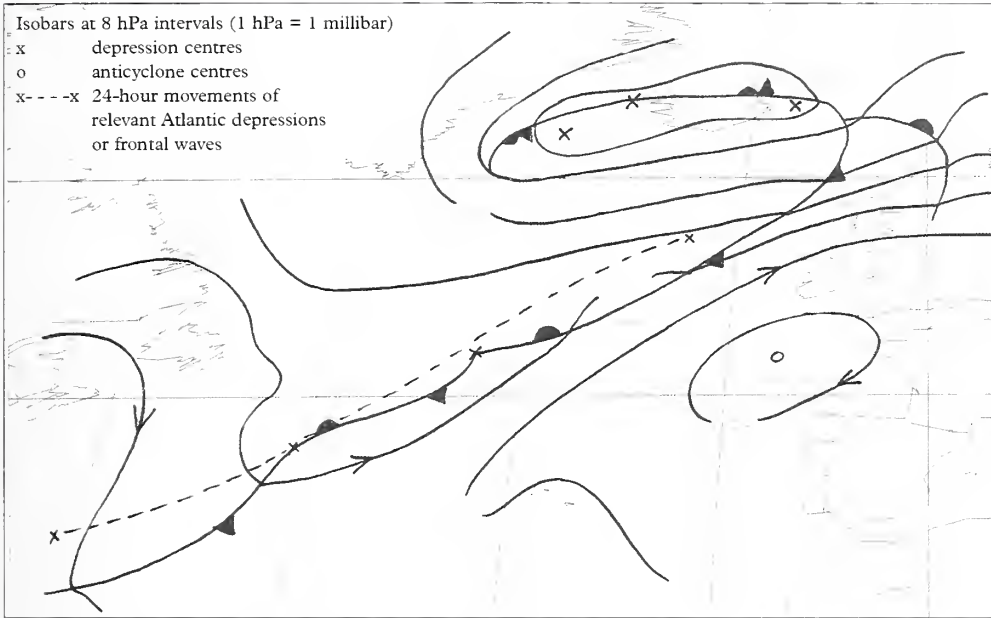 Isobars at 8 hPa intervals (1 hPa = 1 millibar)
x depression centres
o anticyclone centres
x- - - -x 24-hour movements of
relevant Atlantic depressions
or frontal waves